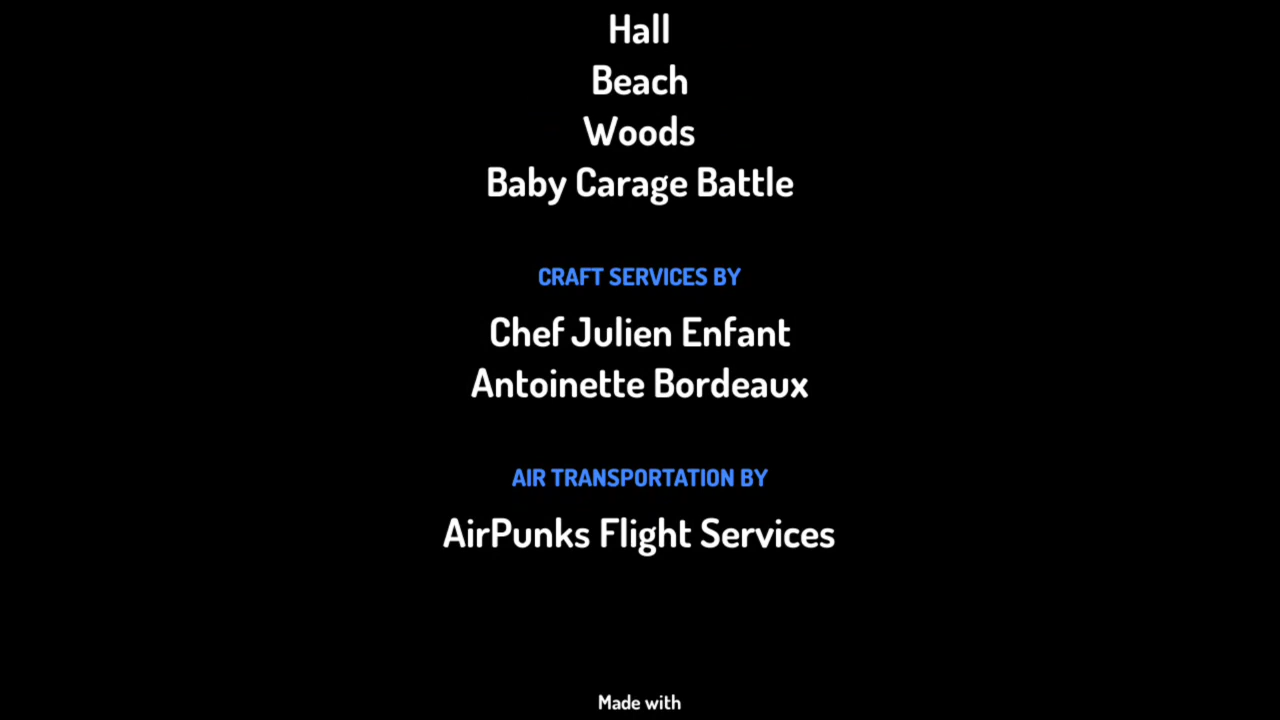 Hall
Beach
Woods
Baby Carage Battle
CRAFT SERVICES BY
Chef Julien Enfant
Antoinette Bordeaux
AIR TRANSPORTATION BY
AirPunks Flight Services
Made with